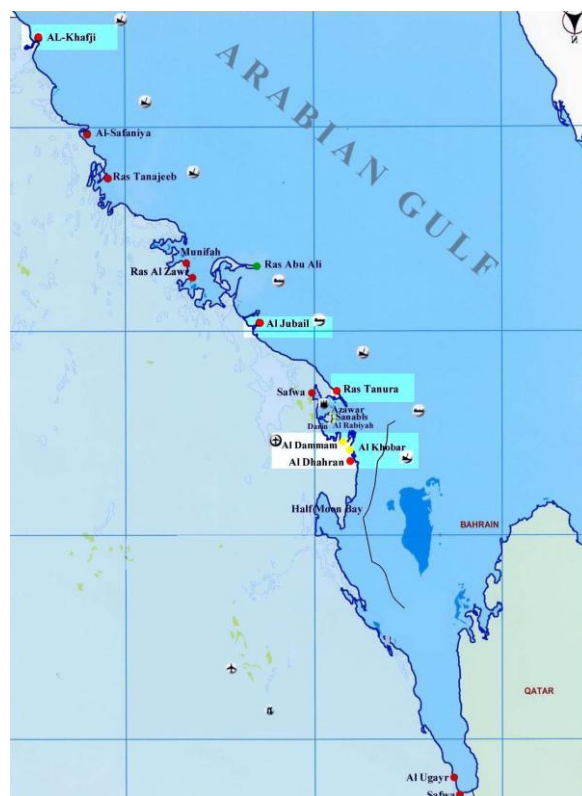 AL-Khafji
N
ARABIAN GULF
Al-Safaniya
Ras Tanajeeb
Munifah
Ras Abu Ali
Ras Al Zawr
Al Jubail
Safwa
Ras Tanura
Azawar
Sanabis
Darin
Al Rabiyah
Al Dammam
Al Khobar
Al Dhahran
Half Moon Bay
BAHRAIN
QATAR
Al Ugayr
Safwa